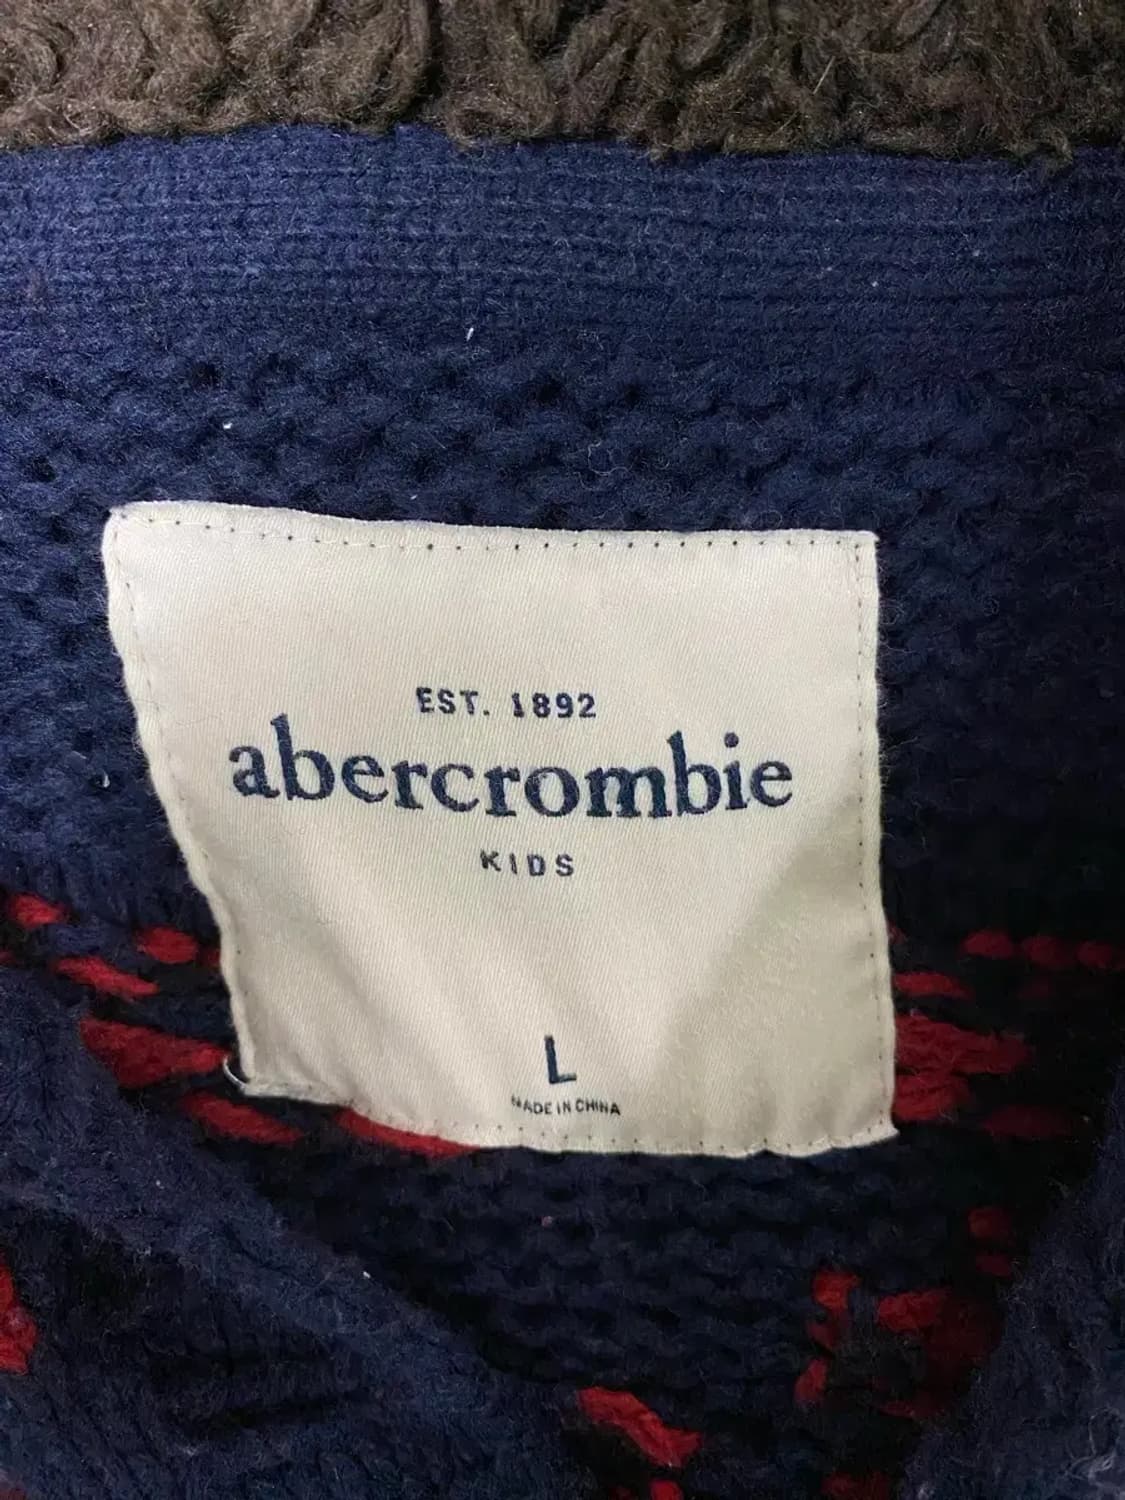 EST. 1892
abercrombie
KIDS
L
MADE IN CHINA